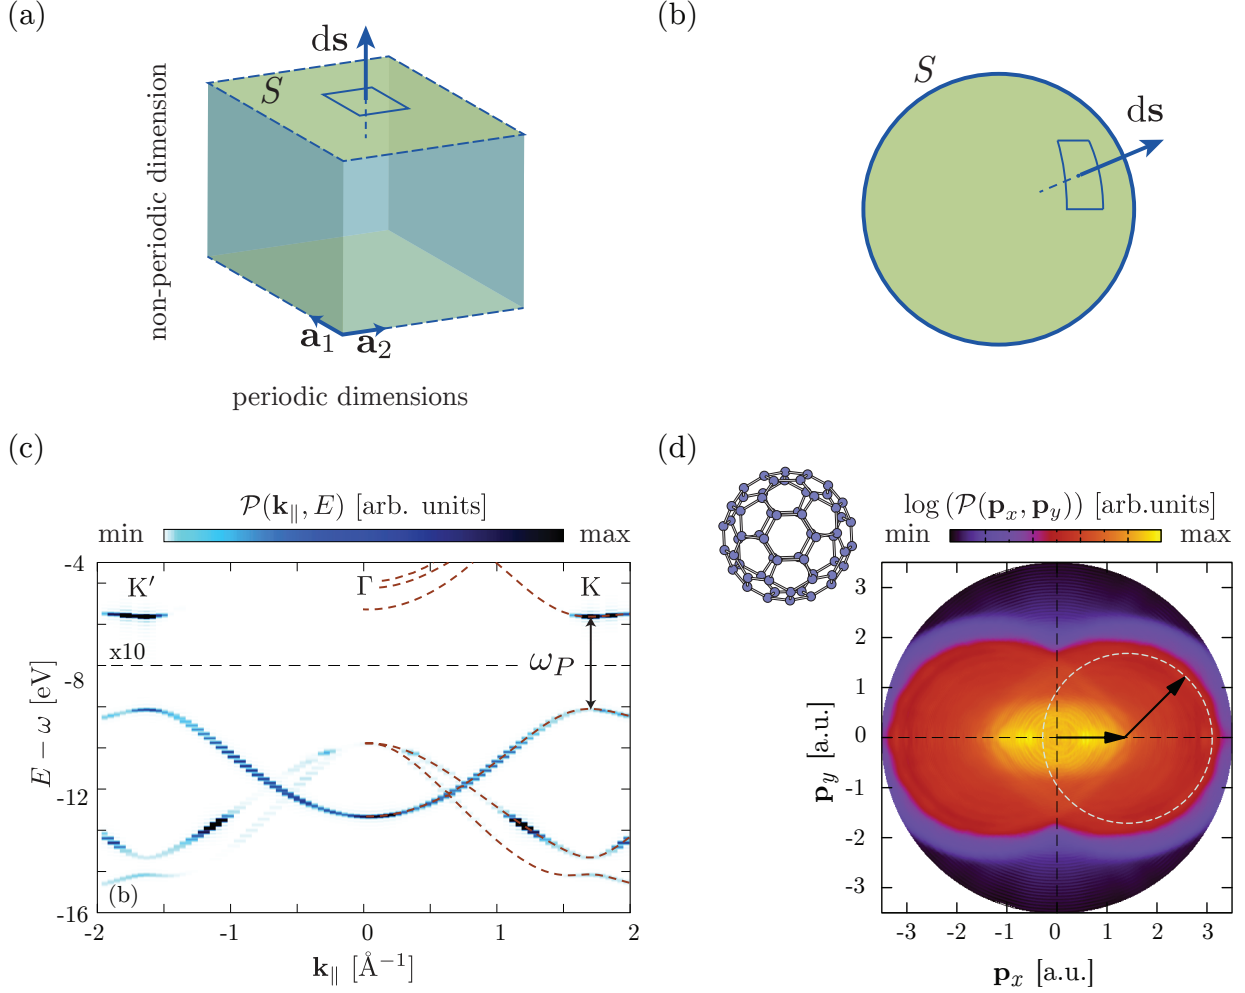 (a)
ds
S
non-periodic dimension
a1
a2
periodic dimensions
(b)
S
ds
(c)
𝒫(k∥, E) [arb. units]
min
max
-4
K′
Γ
K
x10
ωP
-8
E − ω [eV]
-12
(b)
-16
-2
-1
0
1
2
k∥ [Å⁻¹]
(d)
log (𝒫(px, py)) [arb.units]
min
max
3
2
1
0
-1
-2
-3
py [a.u.]
-3
-2
-1
0
1
2
3
px [a.u.]